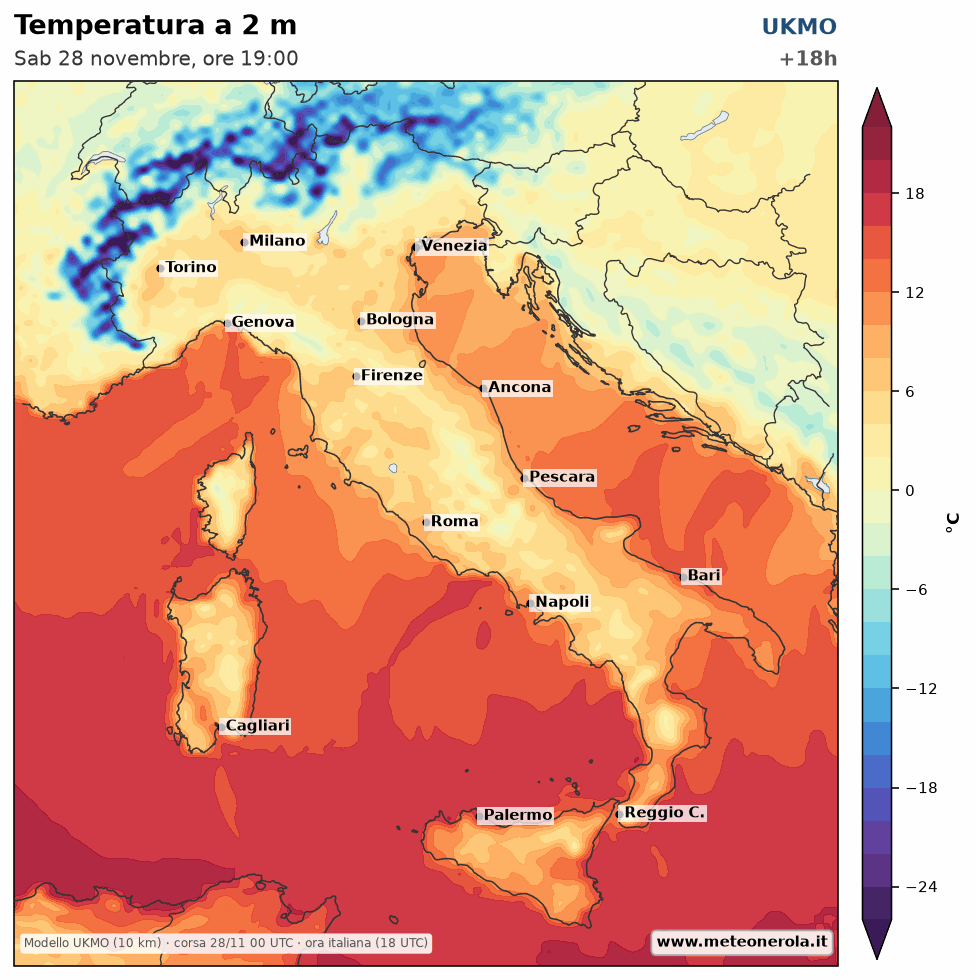 Temperatura a 2 m
UKMO
Sab 28 novembre, ore 19:00
+18h
Milano
Venezia
Torino
Genova
Bologna
Firenze
Ancona
Pescara
Roma
Bari
Napoli
Cagliari
Palermo
Reggio C.
18
12
6
0
−6
−12
−18
−24
°C
Modello UKMO (10 km) · corsa 28/11 00 UTC · ora italiana (18 UTC)
www.meteonerola.it